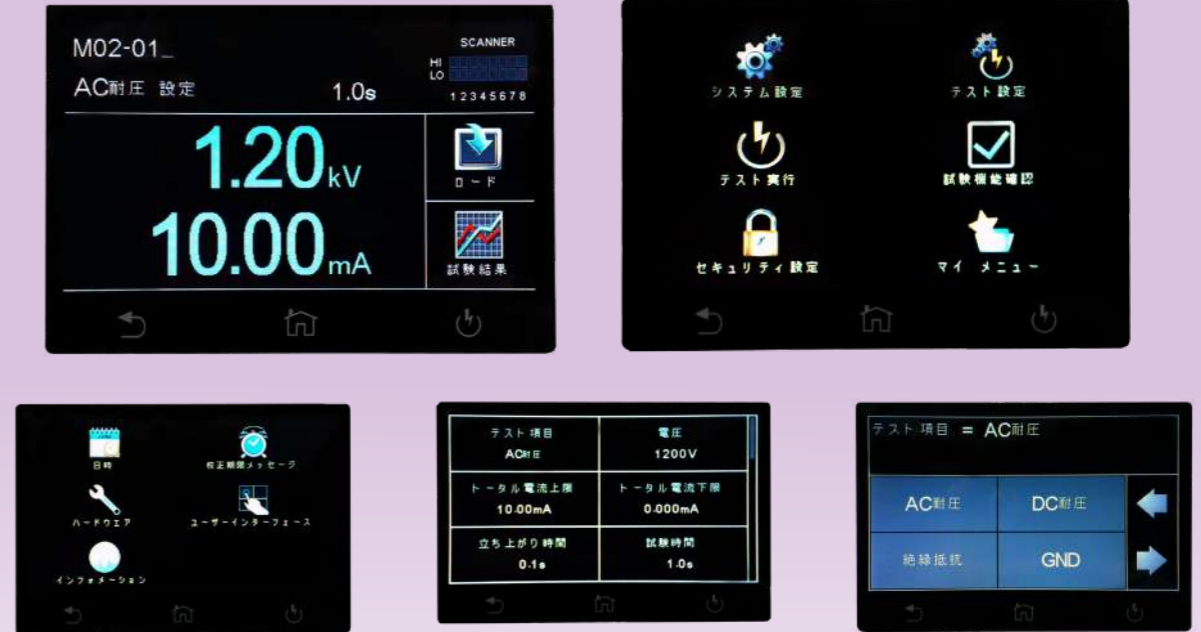 M02-01_
SCANNER
HI
LO
AC耐圧 設定
1.0s
12345678
1.20kV
ロード
10.00mA
試験結果
システム設定
テスト設定
テスト実行
試験機能確認
セキュリティ設定
マイ メニュー
日時
校正期限メッセージ
ハードウエア
ユーザーインターフェース
インフォメーション
テスト項目
電圧
AC耐圧
1200V
トータル電流上限
トータル電流下限
10.00mA
0.000mA
立ち上がり時間
試験時間
0.1s
1.0s
テスト項目 = AC耐圧
AC耐圧
DC耐圧
絶縁抵抗
GND